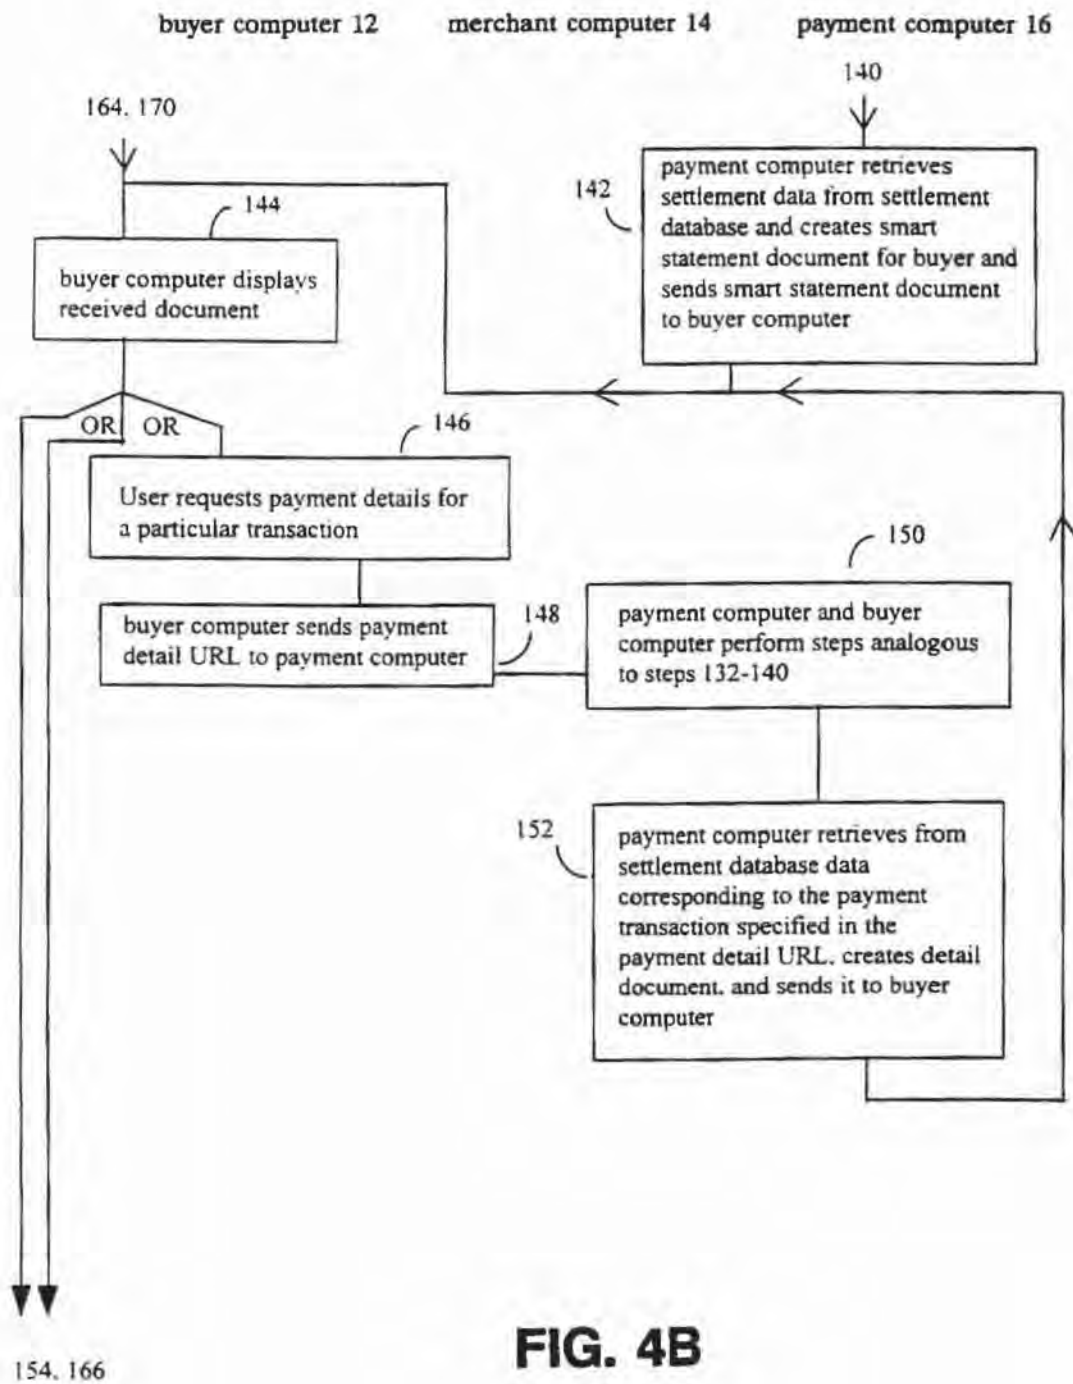 buyer computer 12 merchant computer 14 payment computer 16
140
164, 170
142
payment computer retrieves
settlement data from settlement
database and creates smart
statement document for buyer and
sends smart statement document
to buyer computer
144
buyer computer displays
received document
OR OR
146
User requests payment details for
a particular transaction
148
buyer computer sends payment
detail URL to payment computer
150
payment computer and buyer
computer perform steps analogous
to steps 132-140
152
payment computer retrieves from
settlement database data
corresponding to the payment
transaction specified in the
payment detail URL, creates detail
document, and sends it to buyer
computer
154, 166
FIG. 4B